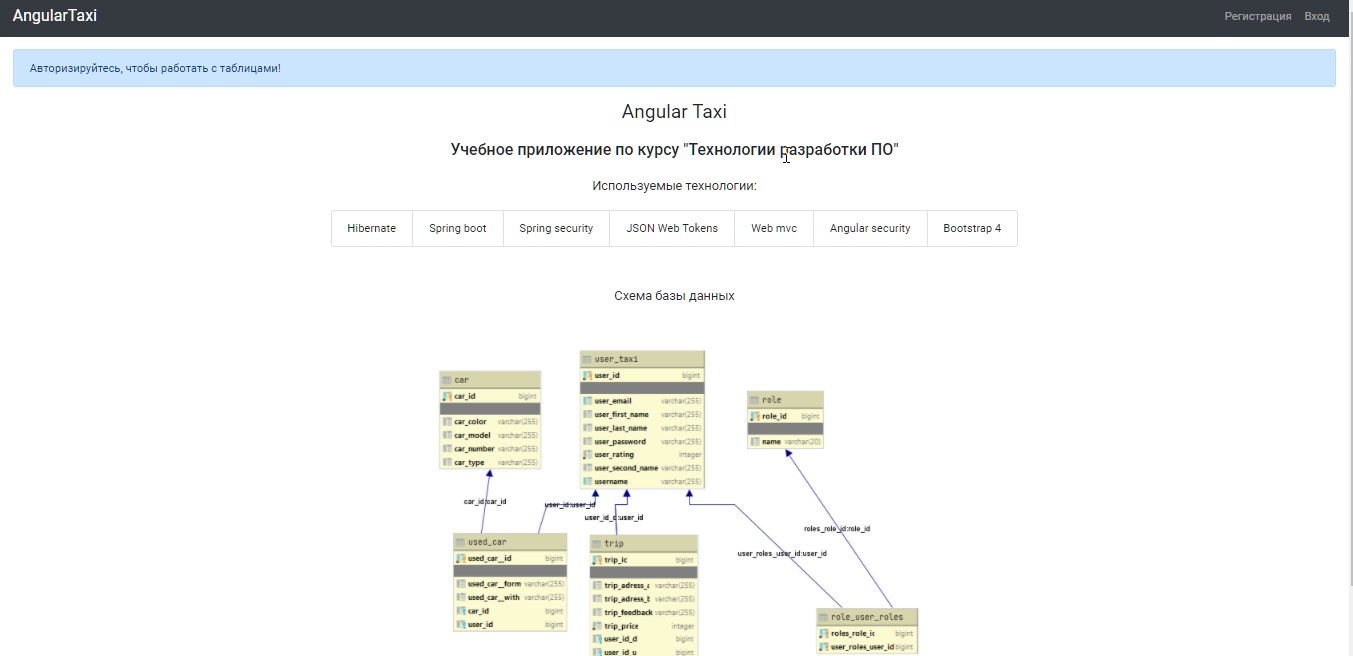 AngularTaxi
Регистрация Вход
Авторизируйтесь, чтобы работать с таблицами!
Angular Taxi
Учебное приложение по курсу "Технологии разработки ПО"
Используемые технологии:
Hibernate Spring boot Spring security JSON Web Tokens Web mvc Angular security Bootstrap 4
Схема базы данных
car
car_id bigint
car_color varchar(255)
car_model varchar(255)
car_number varchar(255)
car_type varchar(255)
user_taxi
user_id bigint
user_email varchar(255)
user_first_name varchar(255)
user_last_name varchar(255)
user_password varchar(255)
user_rating integer
user_second_name varchar(255)
username varchar(255)
role
role_id bigint
name varchar(20)
car_id:car_id
user_id:user_id
user_id_d:user_id
roles_role_id:role_id
user_roles_user_id:user_id
used_car
used_car__id bigint
used_car__form varchar(255)
used_car__with varchar(255)
car_id bigint
user_id bigint
trip
trip_ic bigint
trip_adress_a varchar(255)
trip_adress_b varchar(255)
trip_feedback varchar(255)
trip_price integer
user_id_d bigint
user_id_u bigint
role_user_roles
roles_role_ic bigint
user_roles_user_id bigint